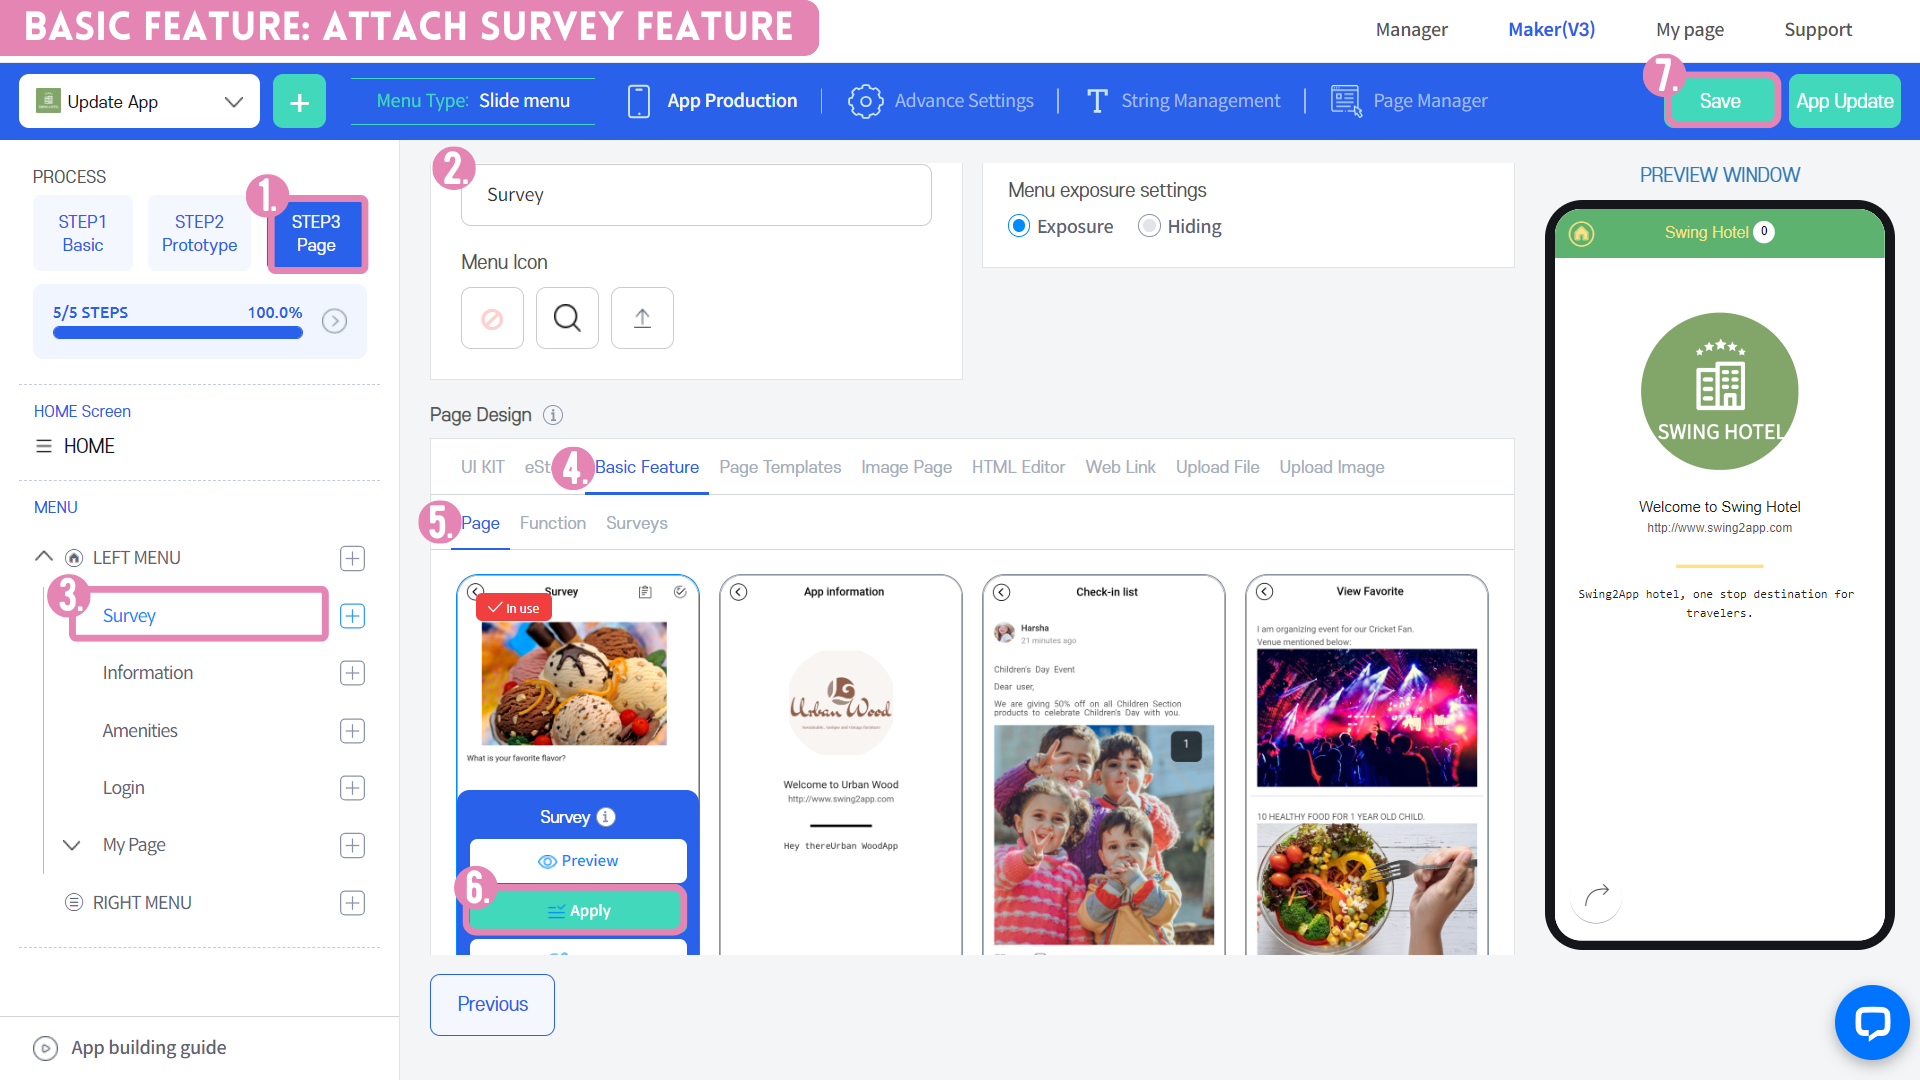 BASIC FEATURE: ATTACH SURVEY FEATURE
Manager
Maker(V3)
My page
Support
Update App
+
Menu Type: Slide menu
App Production
Advance Settings
String Management
Page Manager
7.
Save
App Update
PROCESS
1.
STEP1
Basic
STEP2
Prototype
STEP3
Page
5/5 STEPS
100.0%
HOME Screen
HOME
MENU
LEFT MENU
3.
Survey
Information
Amenities
Login
My Page
RIGHT MENU
App building guide
2.
Survey
Menu Icon
Menu exposure settings
Exposure
Hiding
Page Design
UI KIT
eSt
4.
Basic Feature
Page Templates
Image Page
HTML Editor
Web Link
Upload File
Upload Image
5.
Page
Function
Surveys
Survey
In use
What is your favorite flavor?
Survey
Preview
6.
Apply
App information
Urban Wood
Welcome to Urban Wood
http://www.swing2app.com
Hey thereUrban WoodApp
Check-in list
Harsha
21 minutes ago
Children's Day Event
Dear user,
We are giving 50% off on all Children Section
products to celebrate Children's Day with you.
1
View Favorite
I am organizing event for our Cricket Fan.
Venue mentioned below:
10 HEALTHY FOOD FOR 1 YEAR OLD CHILD.
Previous
PREVIEW WINDOW
Swing Hotel 0
SWING HOTEL
Welcome to Swing Hotel
http://www.swing2app.com
Swing2App hotel, one stop destination for
travelers.